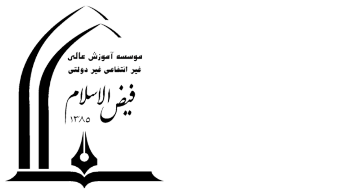 موسسه آموزش عالی
غیر انتفاعی غیر دولتی
فیض الاسلام
۱۳۸۵